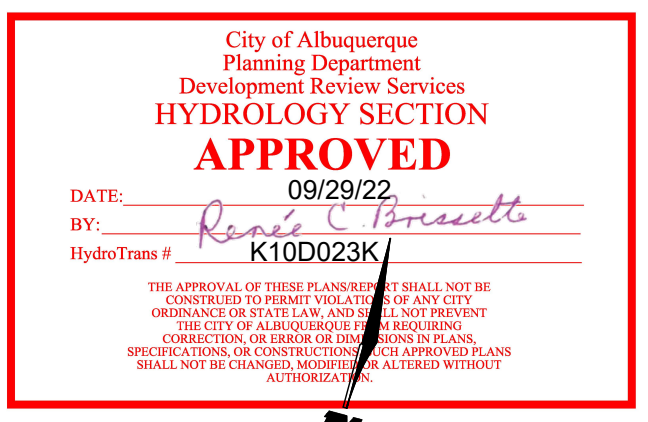 City of Albuquerque
Planning Department
Development Review Services
HYDROLOGY SECTION
APPROVED
DATE: 09/29/22
BY: Renée C. Brissette
HydroTrans # K10D023K
THE APPROVAL OF THESE PLANS/REPORT SHALL NOT BE
CONSTRUED TO PERMIT VIOLATIONS OF ANY CITY
ORDINANCE OR STATE LAW, AND SHALL NOT PREVENT
THE CITY OF ALBUQUERQUE FROM REQUIRING
CORRECTION, OR ERROR OR DIMENSIONS IN PLANS,
SPECIFICATIONS, OR CONSTRUCTIONS SUCH APPROVED PLANS
SHALL NOT BE CHANGED, MODIFIED OR ALTERED WITHOUT
AUTHORIZATION.